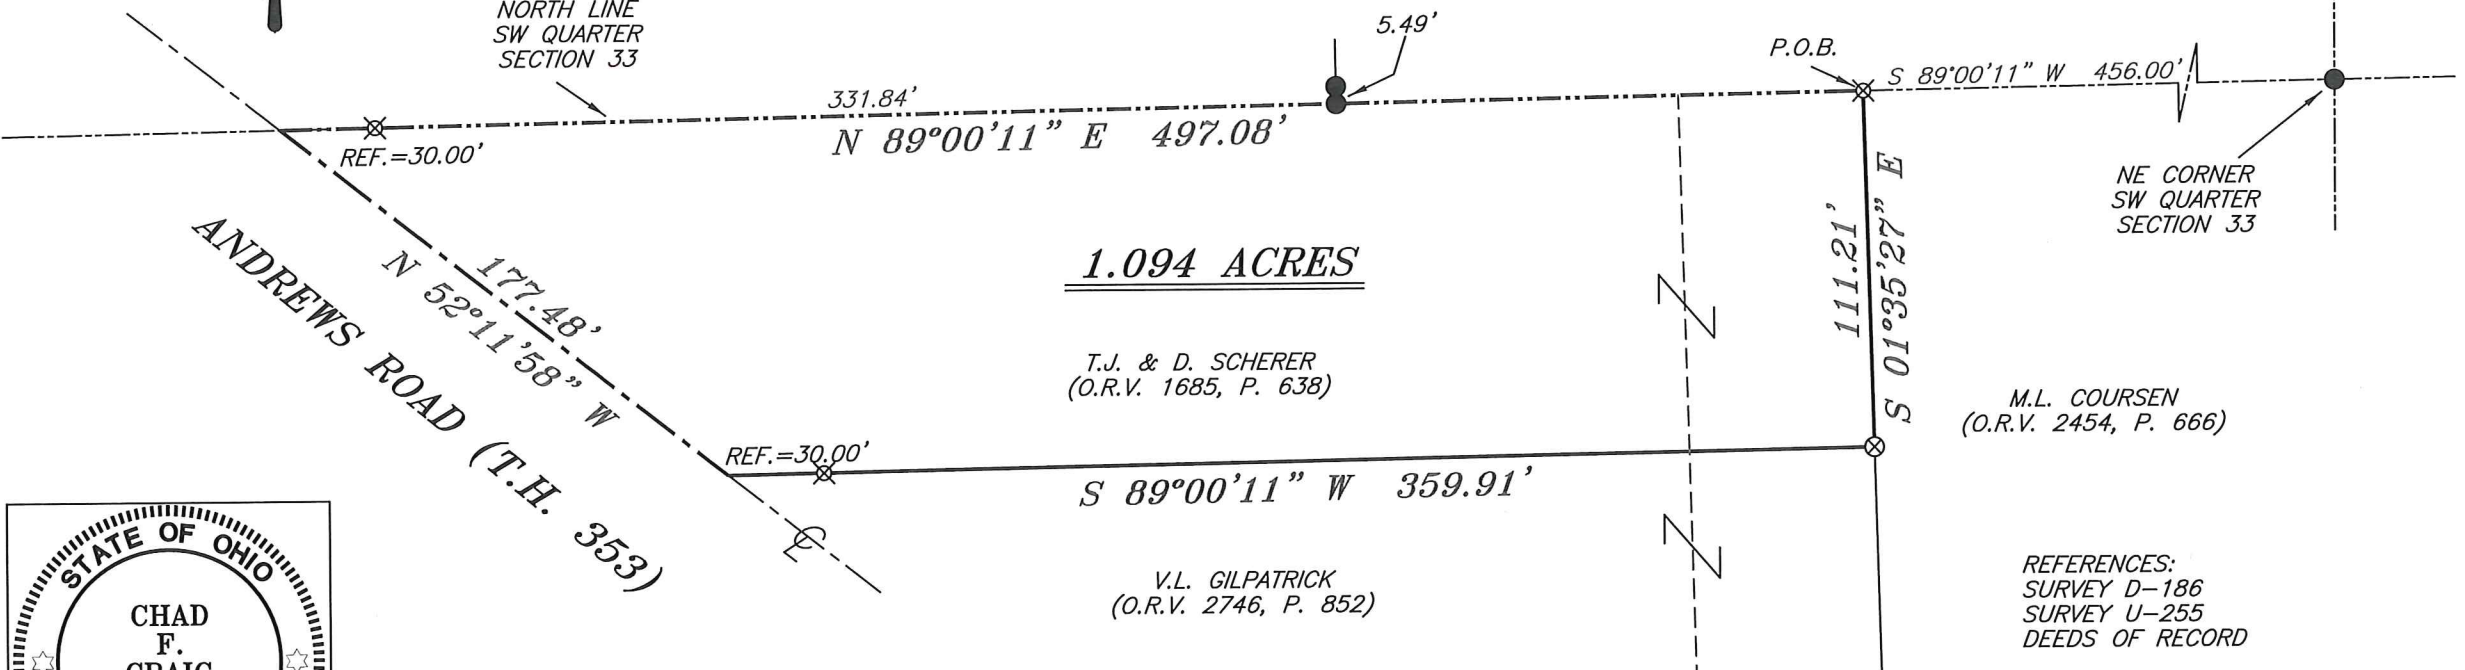 NORTH LINE
SW QUARTER
SECTION 33
5.49'
P.O.B.
S 89°00'11" W 456.00'
331.84'
N 89°00'11" E 497.08'
REF.=30.00'
NE CORNER
SW QUARTER
SECTION 33
111.21'
S 01°35'27" E
ANDREWS ROAD (T.H. 353)
177.48'
N 52°11'58" W
1.094 ACRES
T.J. & D. SCHERER
(O.R.V. 1685, P. 638)
M.L. COURSEN
(O.R.V. 2454, P. 666)
REF.=30.00'
S 89°00'11" W 359.91'
℄
V.L. GILPATRICK
(O.R.V. 2746, P. 852)
REFERENCES:
SURVEY D-186
SURVEY U-255
DEEDS OF RECORD
STATE OF OHIO
CHAD
F.
CRAIG